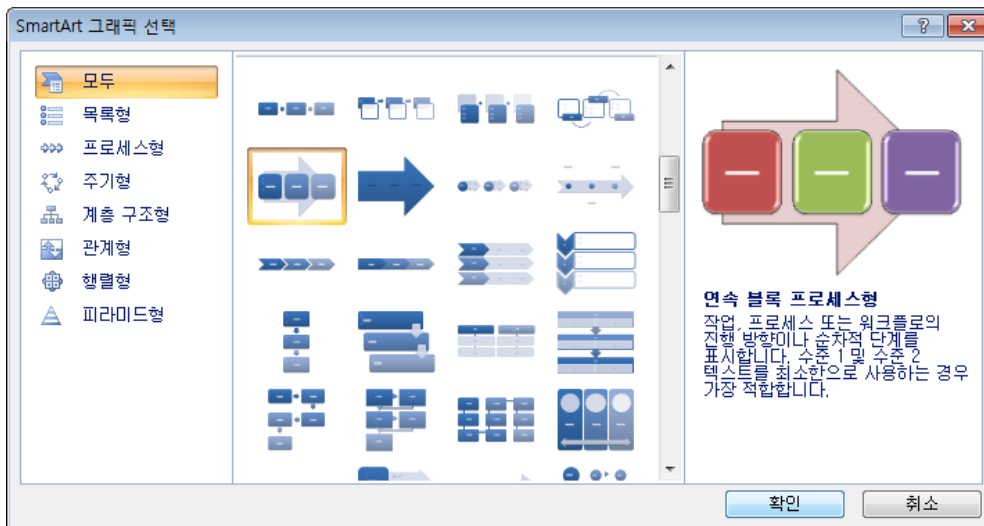 SmartArt 그래픽 선택
모두
목록형
프로세스형
주기형
계층 구조형
관계형
행렬형
피라미드형
연속 블록 프로세스형
작업, 프로세스 또는 워크플로의
진행 방향이나 순차적 단계를
표시합니다. 수준 1 및 수준 2
텍스트를 최소한으로 사용하는 경우
가장 적합합니다.
확인
취소